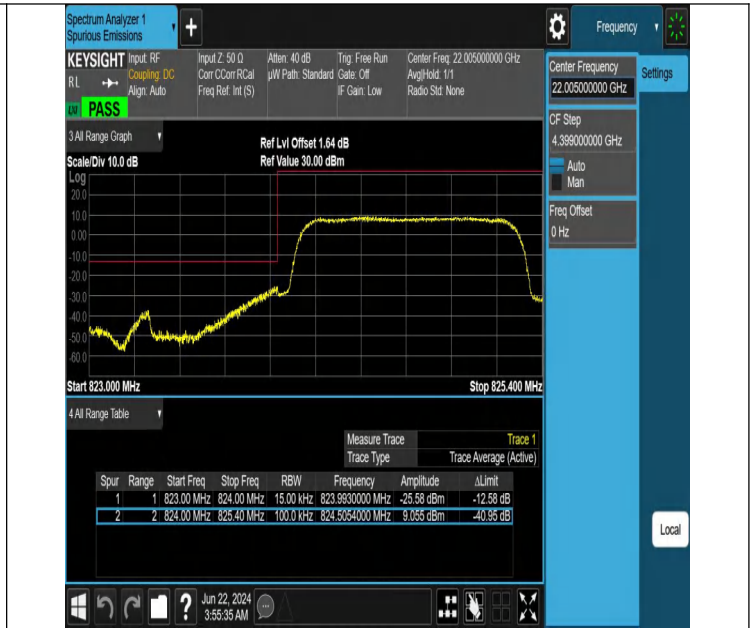 Spectrum Analyzer 1
Spurious Emissions
Frequency
KEYSIGHT
RL
PASS
Input: RF
Coupling: DC
Align: Auto
Input Z: 50 Ω
Corr CCorr RCal
Freq Ref: Int (S)
Atten: 40 dB
µW Path: Standard
Trig: Free Run
Gate: Off
IF Gain: Low
Center Freq: 22.005000000 GHz
Avg|Hold: 1/1
Radio Std: None
Center Frequency
22.005000000 GHz
Settings
CF Step
4.399000000 GHz
Auto
Man
Freq Offset
0 Hz
3 All Range Graph
Scale/Div 10.0 dB
Ref Lvl Offset 1.64 dB
Ref Value 30.00 dBm
Log
20.0
10.0
0.00
-10.0
-20.0
-30.0
-40.0
-50.0
-60.0
Start 823.000 MHz
Stop 825.400 MHz
4 All Range Table
Measure Trace Trace 1
Trace Type Trace Average (Active)
Spur Range Start Freq Stop Freq RBW Frequency Amplitude ΔLimit
1 1 823.00 MHz 824.00 MHz 15.00 kHz 823.9930000 MHz -25.58 dBm -12.58 dB
2 2 824.00 MHz 825.40 MHz 100.0 kHz 824.5054000 MHz 9.055 dBm -40.95 dB
Local
Jun 22, 2024
3:55:35 AM